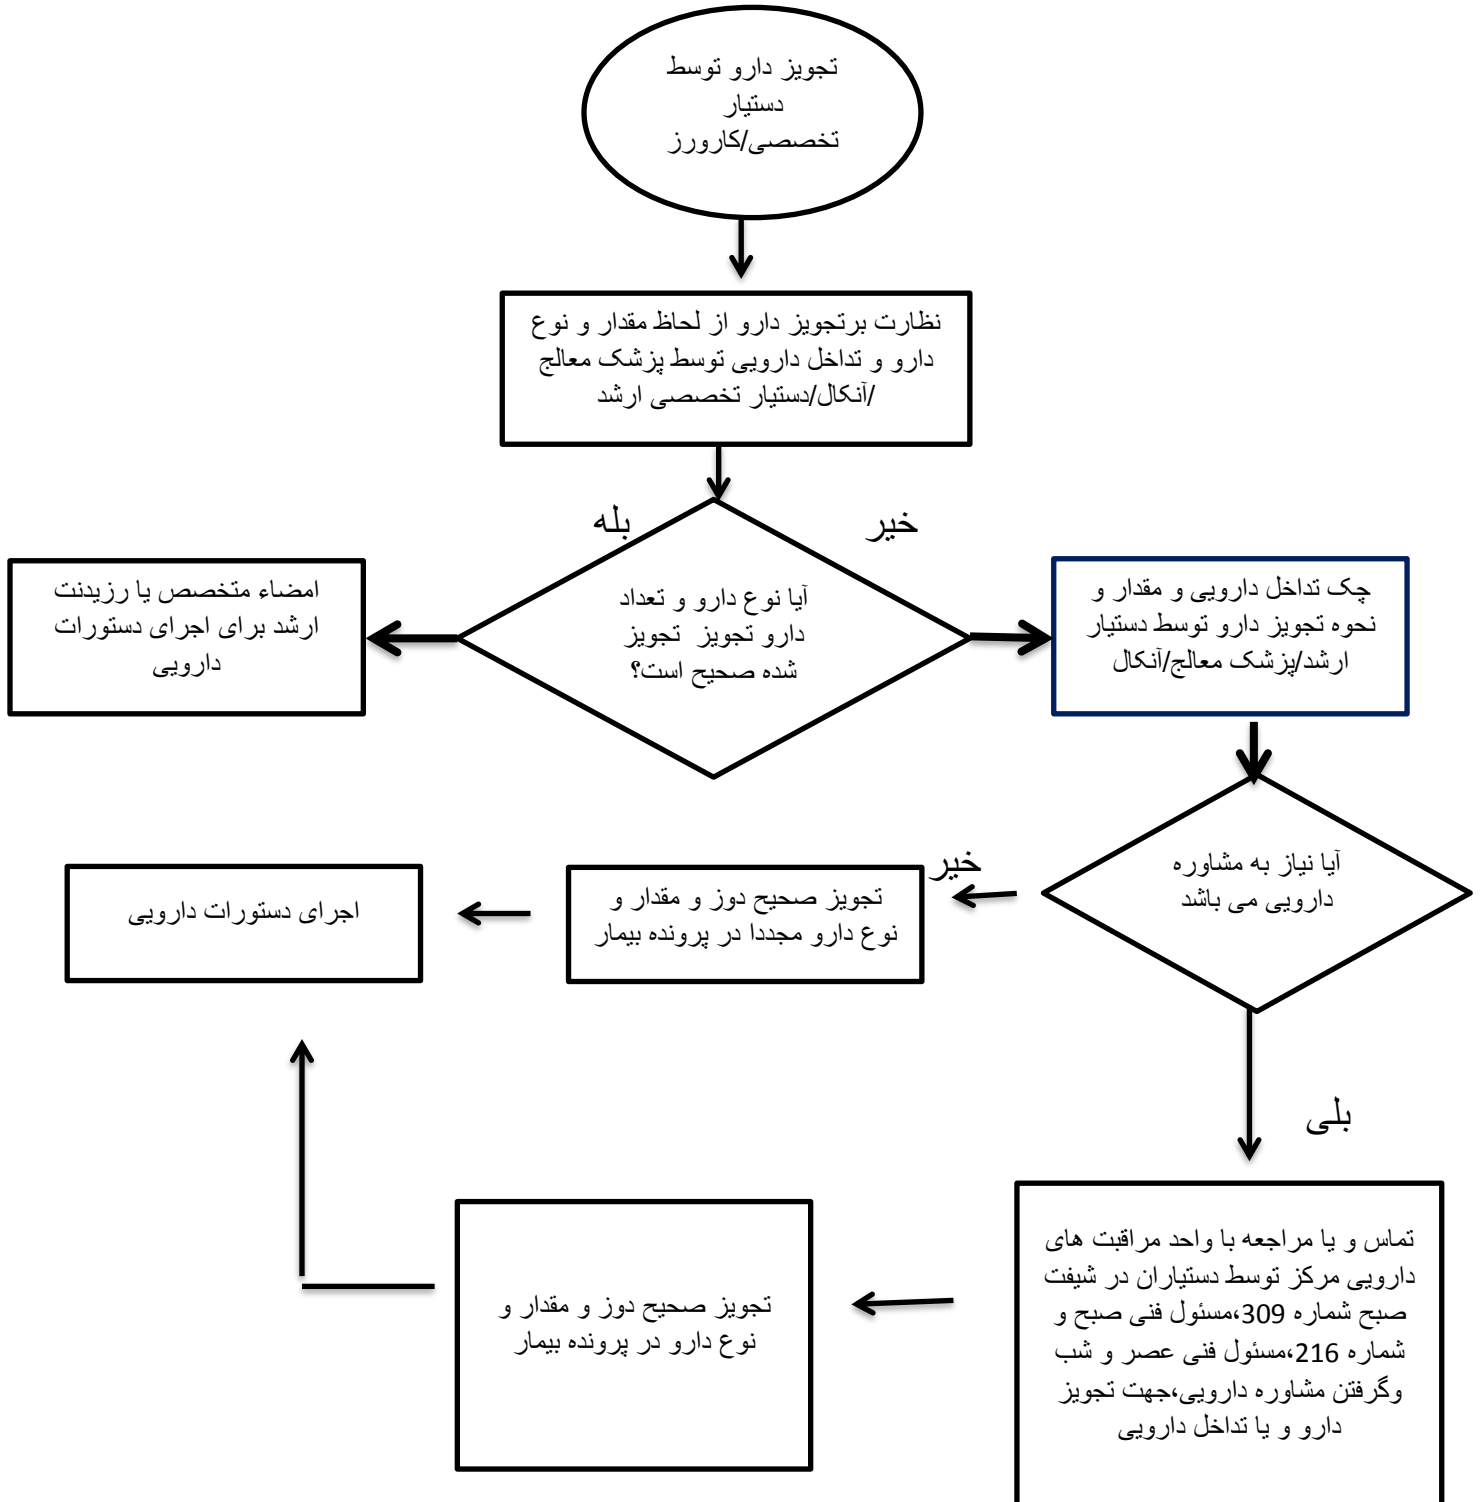 تجویز دارو توسط
دستیار
تخصصی/کارورز
نظارت برتجویز دارو از لحاظ مقدار و نوع
دارو و تداخل دارویی توسط پزشک معالج
/آنکال/دستیار تخصصی ارشد
خیر
بله
آیا نوع دارو و تعداد
دارو تجویز تجویز
شده صحیح است؟
امضاء متخصص یا رزیدنت
ارشد برای اجرای دستورات
دارویی
چک تداخل دارویی و مقدار و
نحوه تجویز دارو توسط دستیار
ارشد/پزشک معالج/آنکال
آیا نیاز به مشاوره
دارویی می باشد
خیر
تجویز صحیح دوز و مقدار و
نوع دارو مجددا در پرونده بیمار
اجرای دستورات دارویی
بلی
تماس و یا مراجعه با واحد مراقبت های
دارویی مرکز توسط دستیاران در شیفت
صبح شماره 309،مسئول فنی صبح و
شماره 216،مسئول فنی عصر و شب
وگرفتن مشاوره دارویی،جهت تجویز
دارو و یا تداخل دارویی
تجویز صحیح دوز و مقدار و
نوع دارو در پرونده بیمار